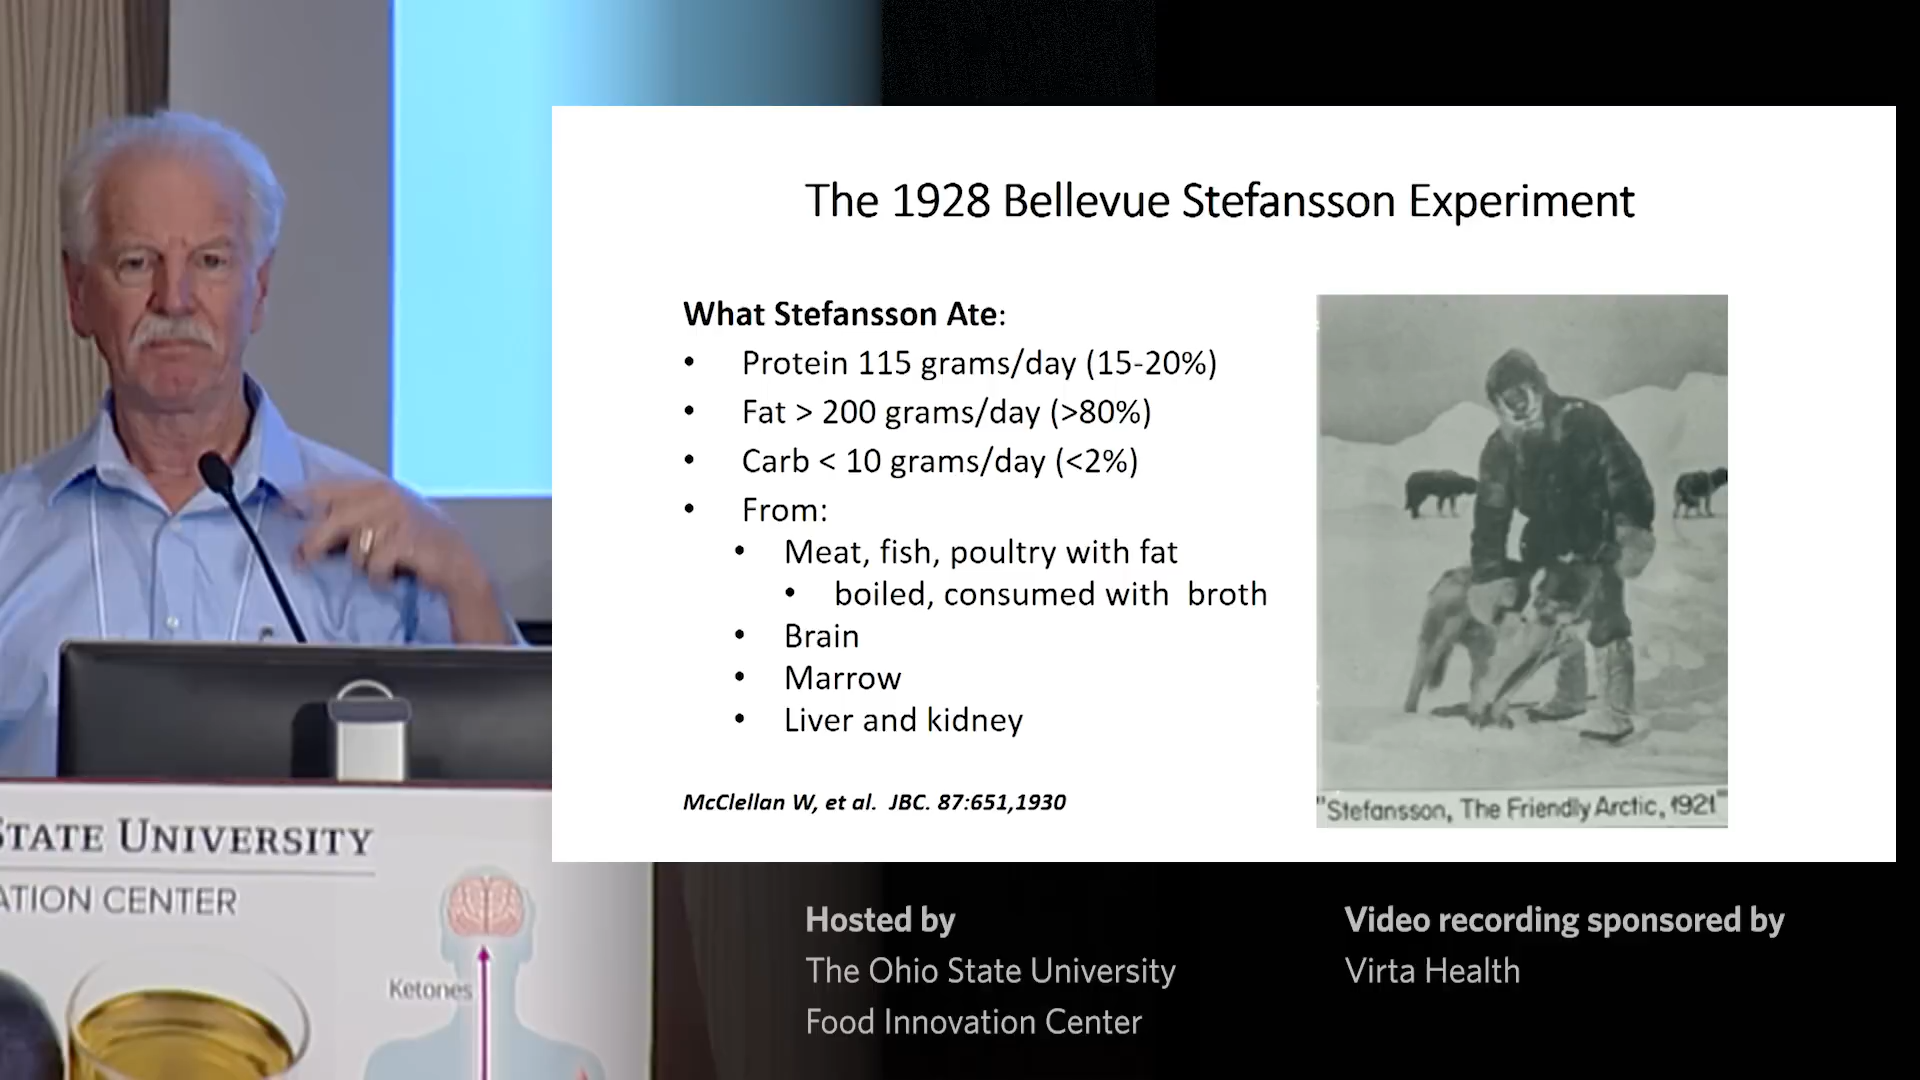 The 1928 Bellevue Stefansson Experiment
What Stefansson Ate:
• Protein 115 grams/day (15-20%)
• Fat > 200 grams/day (>80%)
• Carb < 10 grams/day (<2%)
• From:
• Meat, fish, poultry with fat
• boiled, consumed with broth
• Brain
• Marrow
• Liver and kidney
McClellan W, et al. JBC. 87:651,1930
"Stefansson, The Friendly Arctic, 1921"
STATE UNIVERSITY
ATION CENTER
Ketones
Hosted by
The Ohio State University
Food Innovation Center
Video recording sponsored by
Virta Health